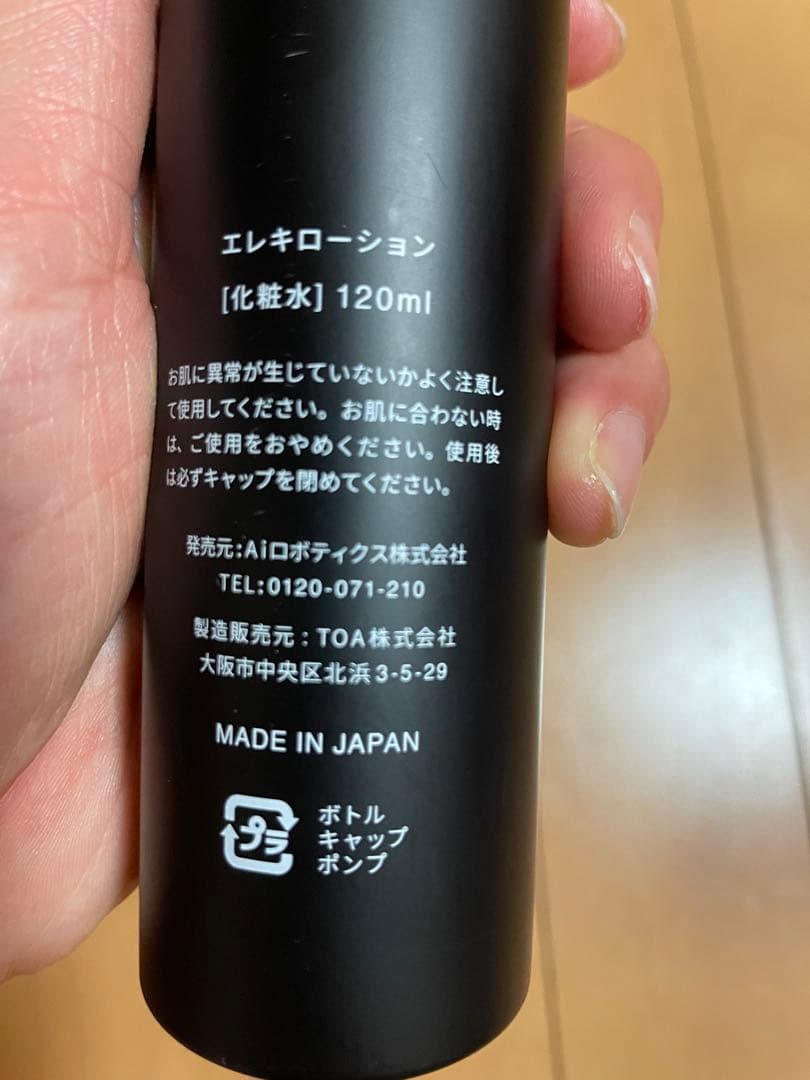 エレキローション
[化粧水] 120ml
お肌に異常が生じていないかよく注意し
て使用してください。お肌に合わない時
は、ご使用をおやめください。使用後
は必ずキャップを閉めてください。
発売元:Aiロボティクス株式会社
TEL:0120-071-210
製造販売元:TOA株式会社
大阪市中央区北浜3-5-29
MADE IN JAPAN
プラ
ボトル
キャップ
ポンプ